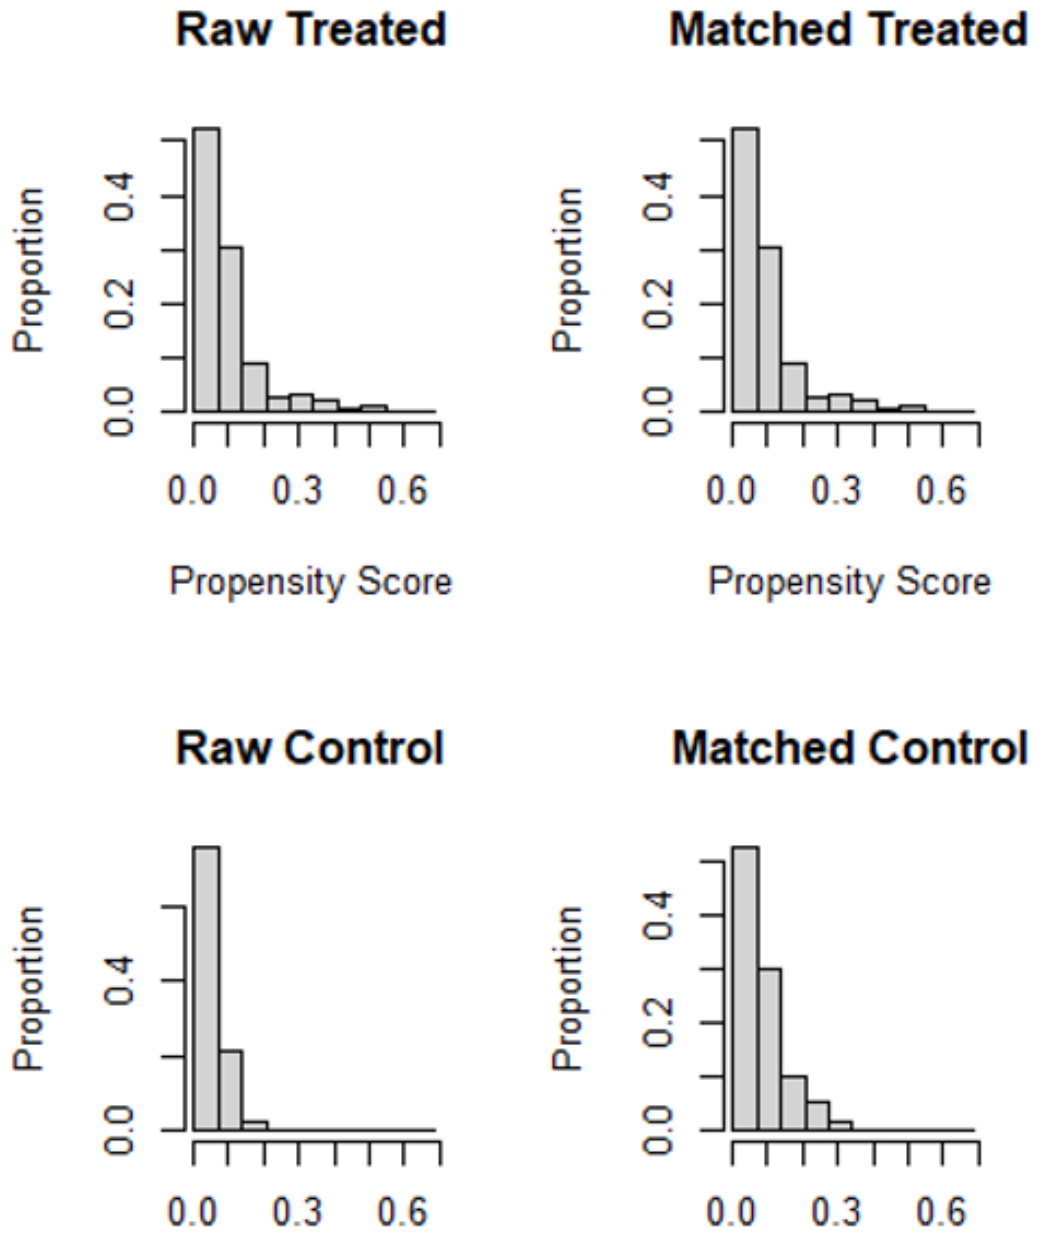 Raw Treated
Proportion
0.0 0.2 0.4
0.0 0.3 0.6
Propensity Score
Matched Treated
Proportion
0.0 0.2 0.4
0.0 0.3 0.6
Propensity Score
Raw Control
Proportion
0.0 0.4
0.0 0.3 0.6
Matched Control
Proportion
0.0 0.2 0.4
0.0 0.3 0.6